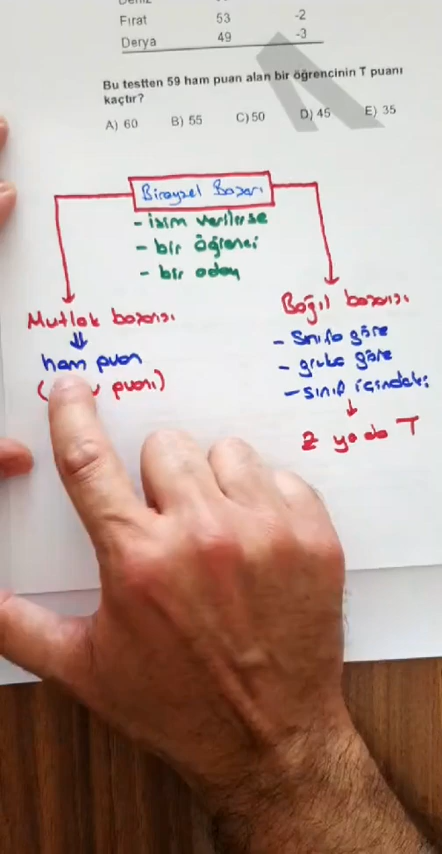 Fırat 53 -2
Derya 49 -3
Bu testten 59 ham puan alan bir öğrencinin T puanı
kaçtır?
A) 60 B) 55 C) 50 D) 45 E) 35
Bireysel Başarı
- isim verilirse
- bir öğrenci
- bir aday
Mutlak başarısı
ham puan
puanı)
Bağıl başarısı
- sınıfa göre
- gruba göre
- sınıf içindeki
Z ya da T